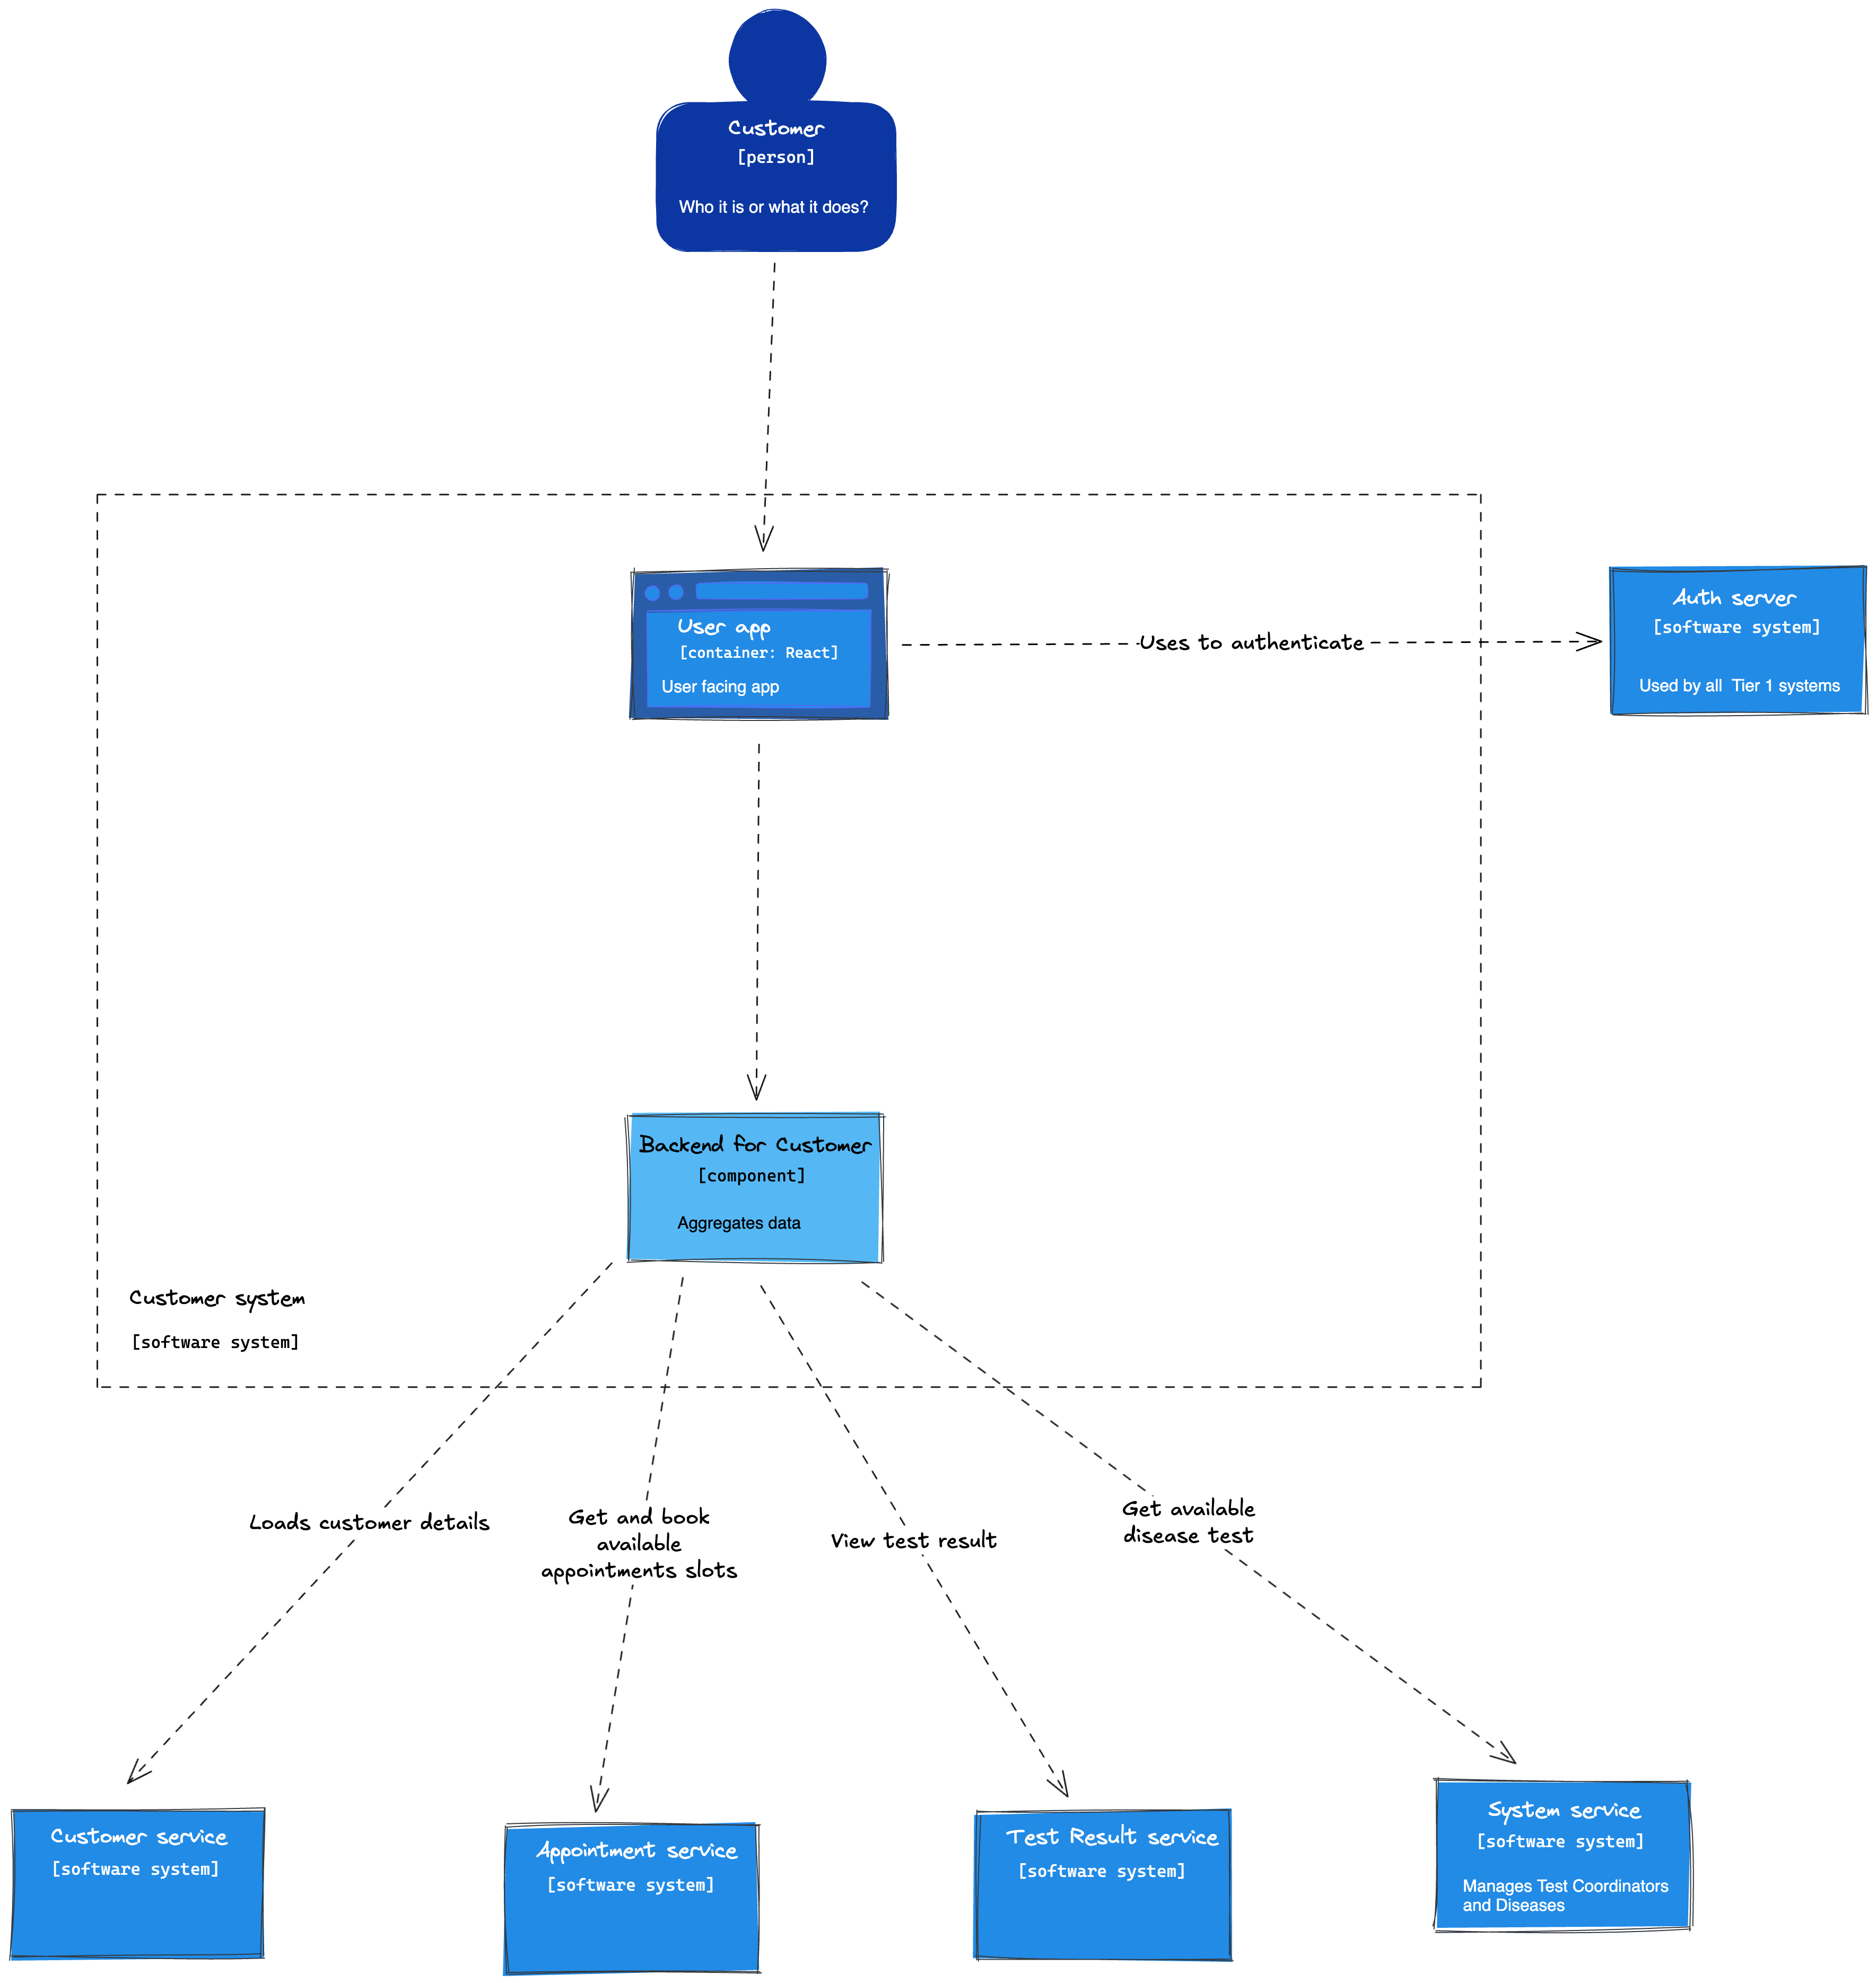 Customer
[person]
Who it is or what it does?
User app
[container: React]
User facing app
Uses to authenticate
Auth server
[software system]
Used by all  Tier 1 systems
Backend for Customer
[component]
Aggregates data
Customer system
[software system]
Loads customer details
Get and book
available
appointments slots
View test result
Get available
disease test
Customer service
[software system]
Appointment service
[software system]
Test Result service
[software system]
System service
[software system]
Manages Test Coordinators
and Diseases